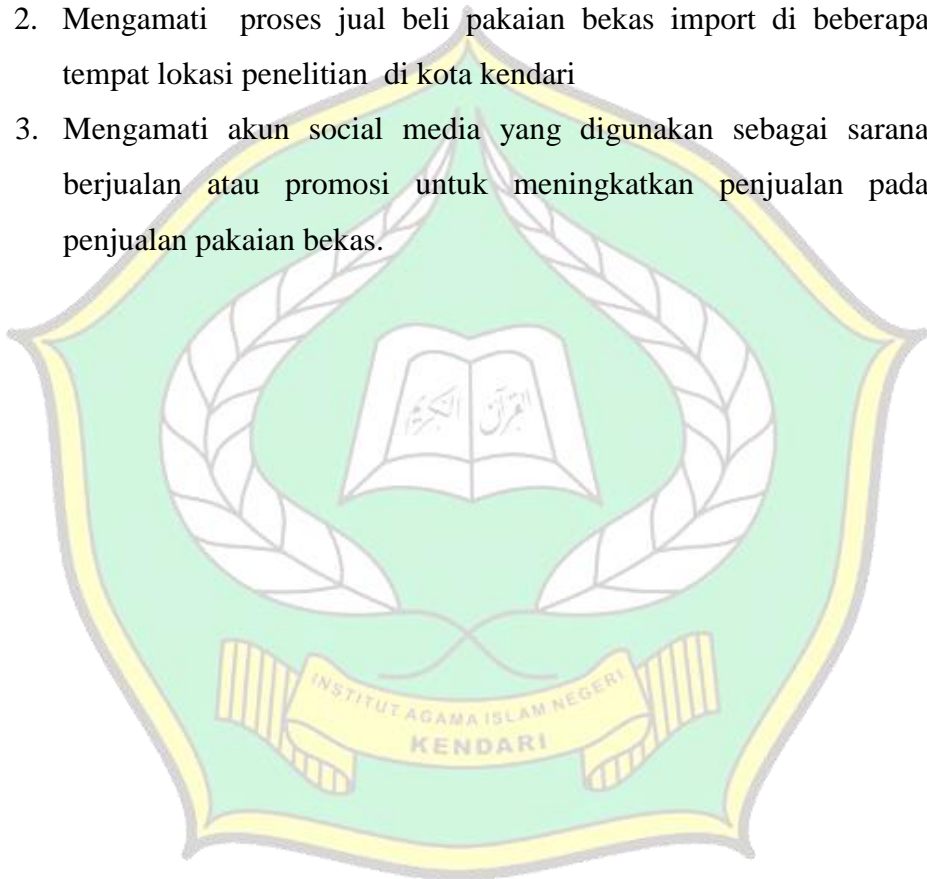 2. Mengamati proses jual beli pakaian bekas import di beberapa
tempat lokasi penelitian di kota kendari
3. Mengamati akun social media yang digunakan sebagai sarana
berjualan atau promosi untuk meningkatkan penjualan pada
penjualan pakaian bekas.
القرآن الكريم
INSTITUT AGAMA ISLAM NEGERI
KENDARI